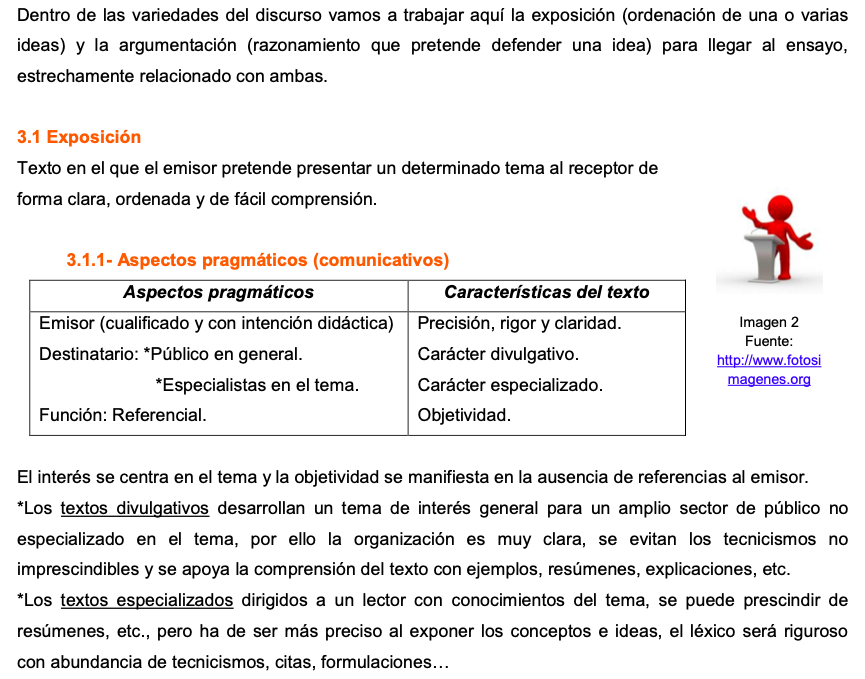 Dentro de las variedades del discurso vamos a trabajar aquí la exposición (ordenación de una o varias
ideas) y la argumentación (razonamiento que pretende defender una idea) para llegar al ensayo,
estrechamente relacionado con ambas.
3.1 Exposición
Texto en el que el emisor pretende presentar un determinado tema al receptor de
forma clara, ordenada y de fácil comprensión.
3.1.1- Aspectos pragmáticos (comunicativos)
Aspectos pragmáticos Características del texto
Emisor (cualificado y con intención didáctica) Precisión, rigor y claridad.
Destinatario: *Público en general. Carácter divulgativo.
*Especialistas en el tema. Carácter especializado.
Función: Referencial. Objetividad.
Imagen 2
Fuente:
http://www.fotosi
magenes.org
El interés se centra en el tema y la objetividad se manifiesta en la ausencia de referencias al emisor.
*Los textos divulgativos desarrollan un tema de interés general para un amplio sector de público no
especializado en el tema, por ello la organización es muy clara, se evitan los tecnicismos no
imprescindibles y se apoya la comprensión del texto con ejemplos, resúmenes, explicaciones, etc.
*Los textos especializados dirigidos a un lector con conocimientos del tema, se puede prescindir de
resúmenes, etc., pero ha de ser más preciso al exponer los conceptos e ideas, el léxico será riguroso
con abundancia de tecnicismos, citas, formulaciones…